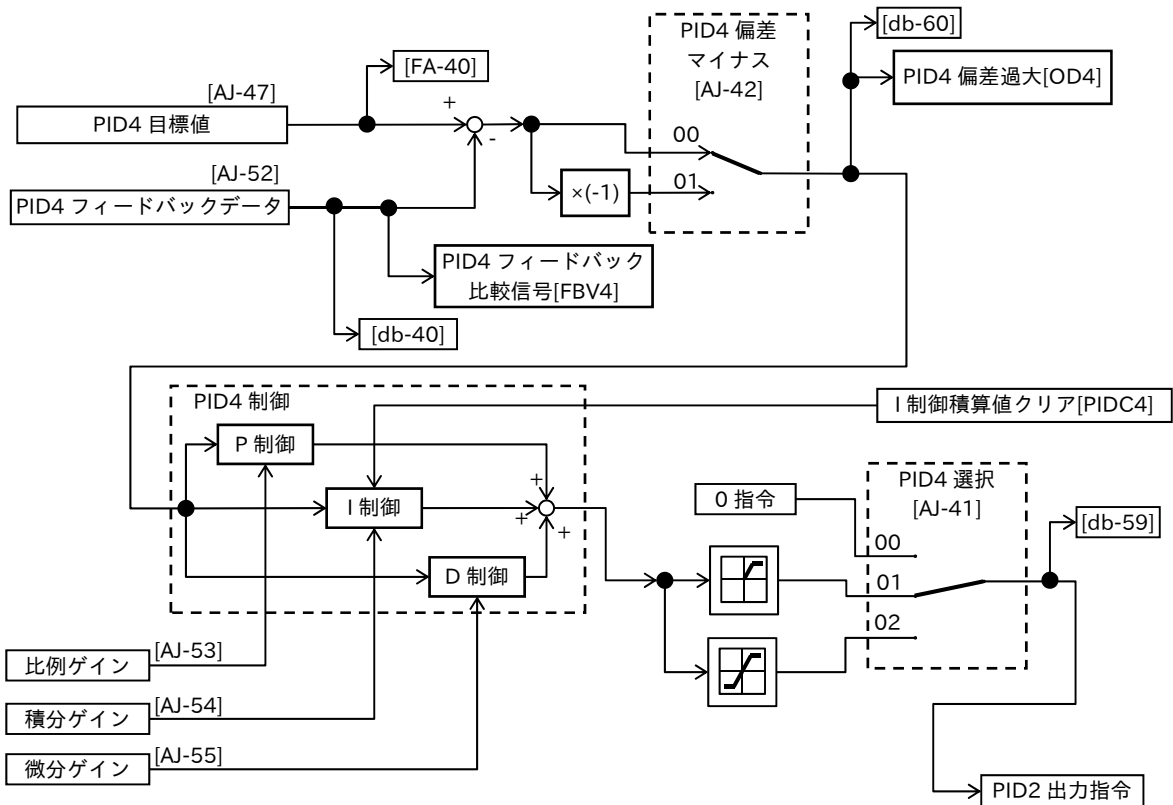 PID4 偏差
マイナス
[AJ-42]
[db-60]
PID4 偏差過大[OD4]
[FA-40]
[AJ-47]
PID4 目標値
+
-
00
01
×(-1)
[AJ-52]
PID4 フィードバックデータ
PID4 フィードバック
比較信号[FBV4]
[db-40]
PID4 制御
I 制御積算値クリア[PIDC4]
P 制御
I 制御
D 制御
+
+
+
0 指令
PID4 選択
[AJ-41]
00
01
02
[db-59]
比例ゲイン
[AJ-53]
積分ゲイン
[AJ-54]
微分ゲイン
[AJ-55]
PID2 出力指令